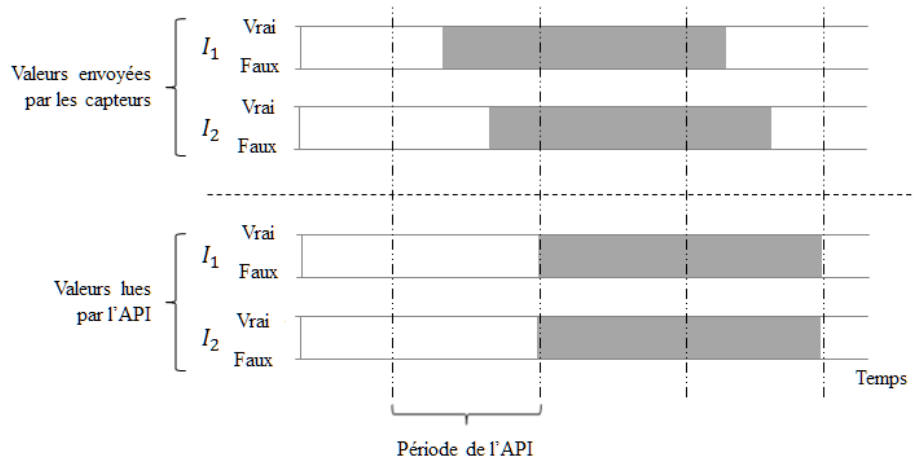 Vrai
I₁
Faux
Valeurs envoyées
par les capteurs
Vrai
I₂
Faux
Vrai
I₁
Faux
Valeurs lues
par l'API
Vrai
I₂
Faux
Temps
Période de l'API